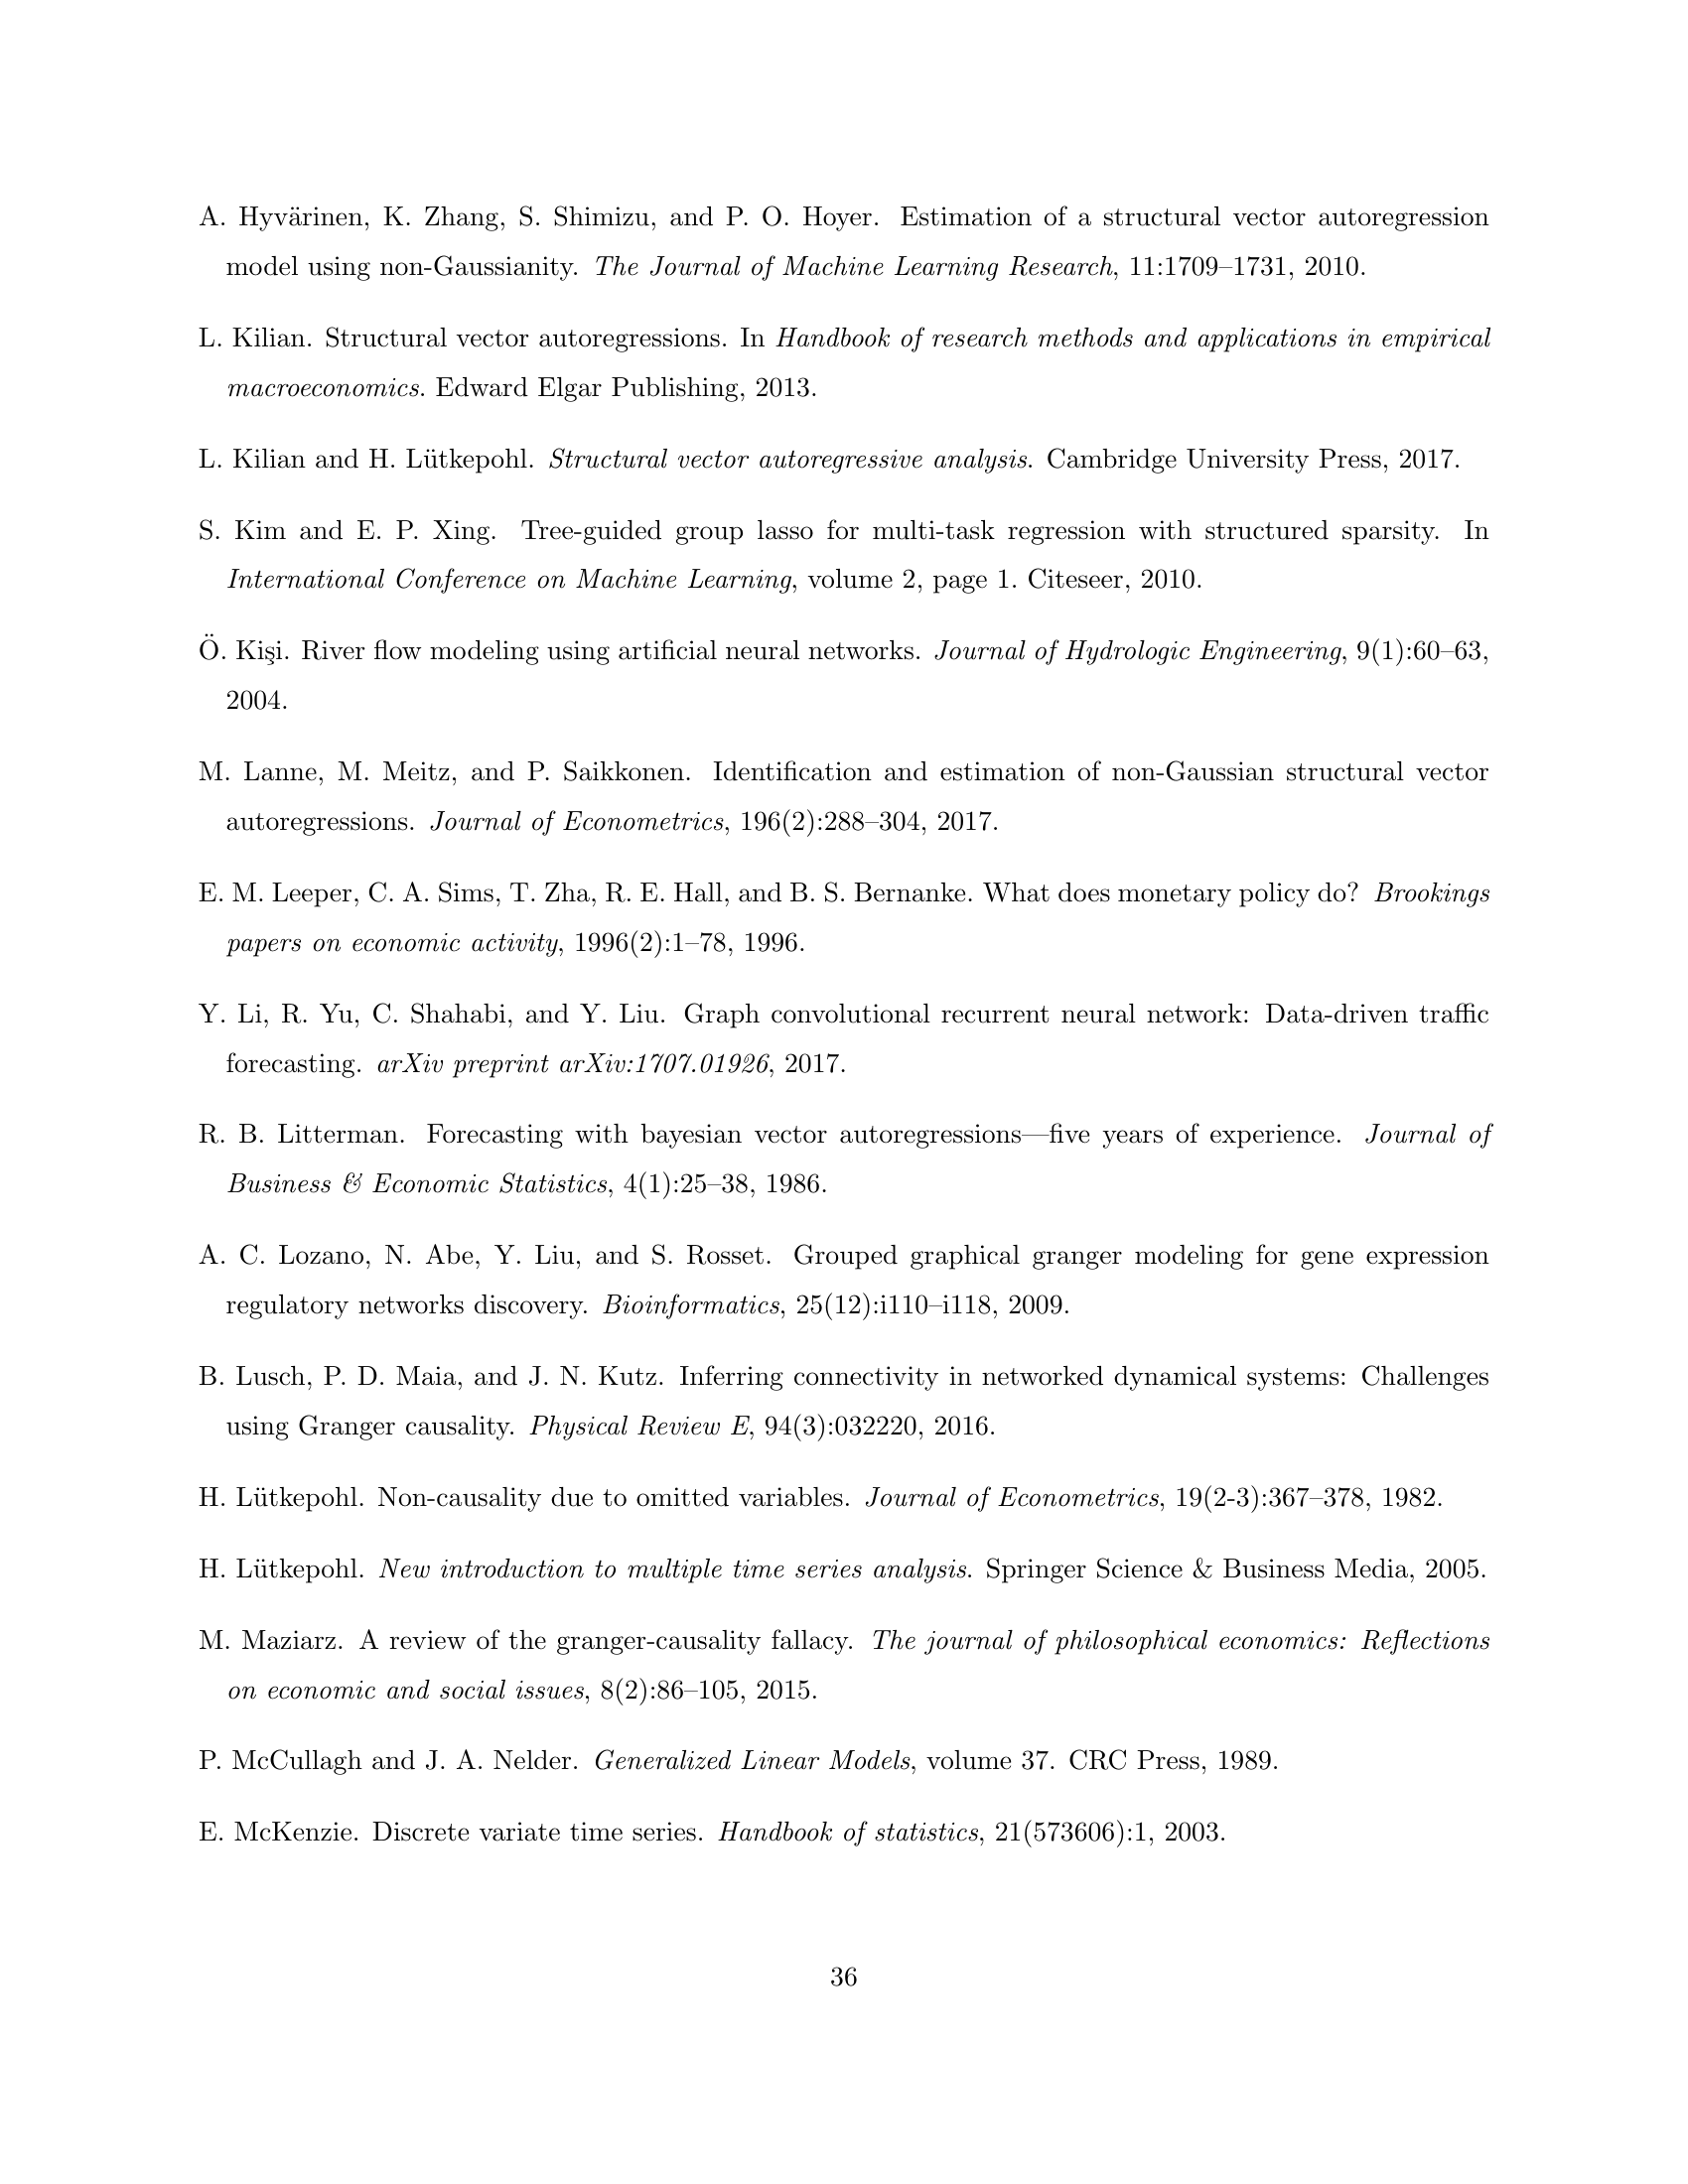 A. Hyvärinen, K. Zhang, S. Shimizu, and P. O. Hoyer. Estimation of a structural vector autoregression
model using non-Gaussianity. The Journal of Machine Learning Research, 11:1709–1731, 2010.
L. Kilian. Structural vector autoregressions. In Handbook of research methods and applications in empirical
macroeconomics. Edward Elgar Publishing, 2013.
L. Kilian and H. Lütkepohl. Structural vector autoregressive analysis. Cambridge University Press, 2017.
S. Kim and E. P. Xing. Tree-guided group lasso for multi-task regression with structured sparsity. In
International Conference on Machine Learning, volume 2, page 1. Citeseer, 2010.
Ö. Kişi. River flow modeling using artificial neural networks. Journal of Hydrologic Engineering, 9(1):60–63,
2004.
M. Lanne, M. Meitz, and P. Saikkonen. Identification and estimation of non-Gaussian structural vector
autoregressions. Journal of Econometrics, 196(2):288–304, 2017.
E. M. Leeper, C. A. Sims, T. Zha, R. E. Hall, and B. S. Bernanke. What does monetary policy do? Brookings
papers on economic activity, 1996(2):1–78, 1996.
Y. Li, R. Yu, C. Shahabi, and Y. Liu. Graph convolutional recurrent neural network: Data-driven traffic
forecasting. arXiv preprint arXiv:1707.01926, 2017.
R. B. Litterman. Forecasting with bayesian vector autoregressions—five years of experience. Journal of
Business & Economic Statistics, 4(1):25–38, 1986.
A. C. Lozano, N. Abe, Y. Liu, and S. Rosset. Grouped graphical granger modeling for gene expression
regulatory networks discovery. Bioinformatics, 25(12):i110–i118, 2009.
B. Lusch, P. D. Maia, and J. N. Kutz. Inferring connectivity in networked dynamical systems: Challenges
using Granger causality. Physical Review E, 94(3):032220, 2016.
H. Lütkepohl. Non-causality due to omitted variables. Journal of Econometrics, 19(2-3):367–378, 1982.
H. Lütkepohl. New introduction to multiple time series analysis. Springer Science & Business Media, 2005.
M. Maziarz. A review of the granger-causality fallacy. The journal of philosophical economics: Reflections
on economic and social issues, 8(2):86–105, 2015.
P. McCullagh and J. A. Nelder. Generalized Linear Models, volume 37. CRC Press, 1989.
E. McKenzie. Discrete variate time series. Handbook of statistics, 21(573606):1, 2003.
36